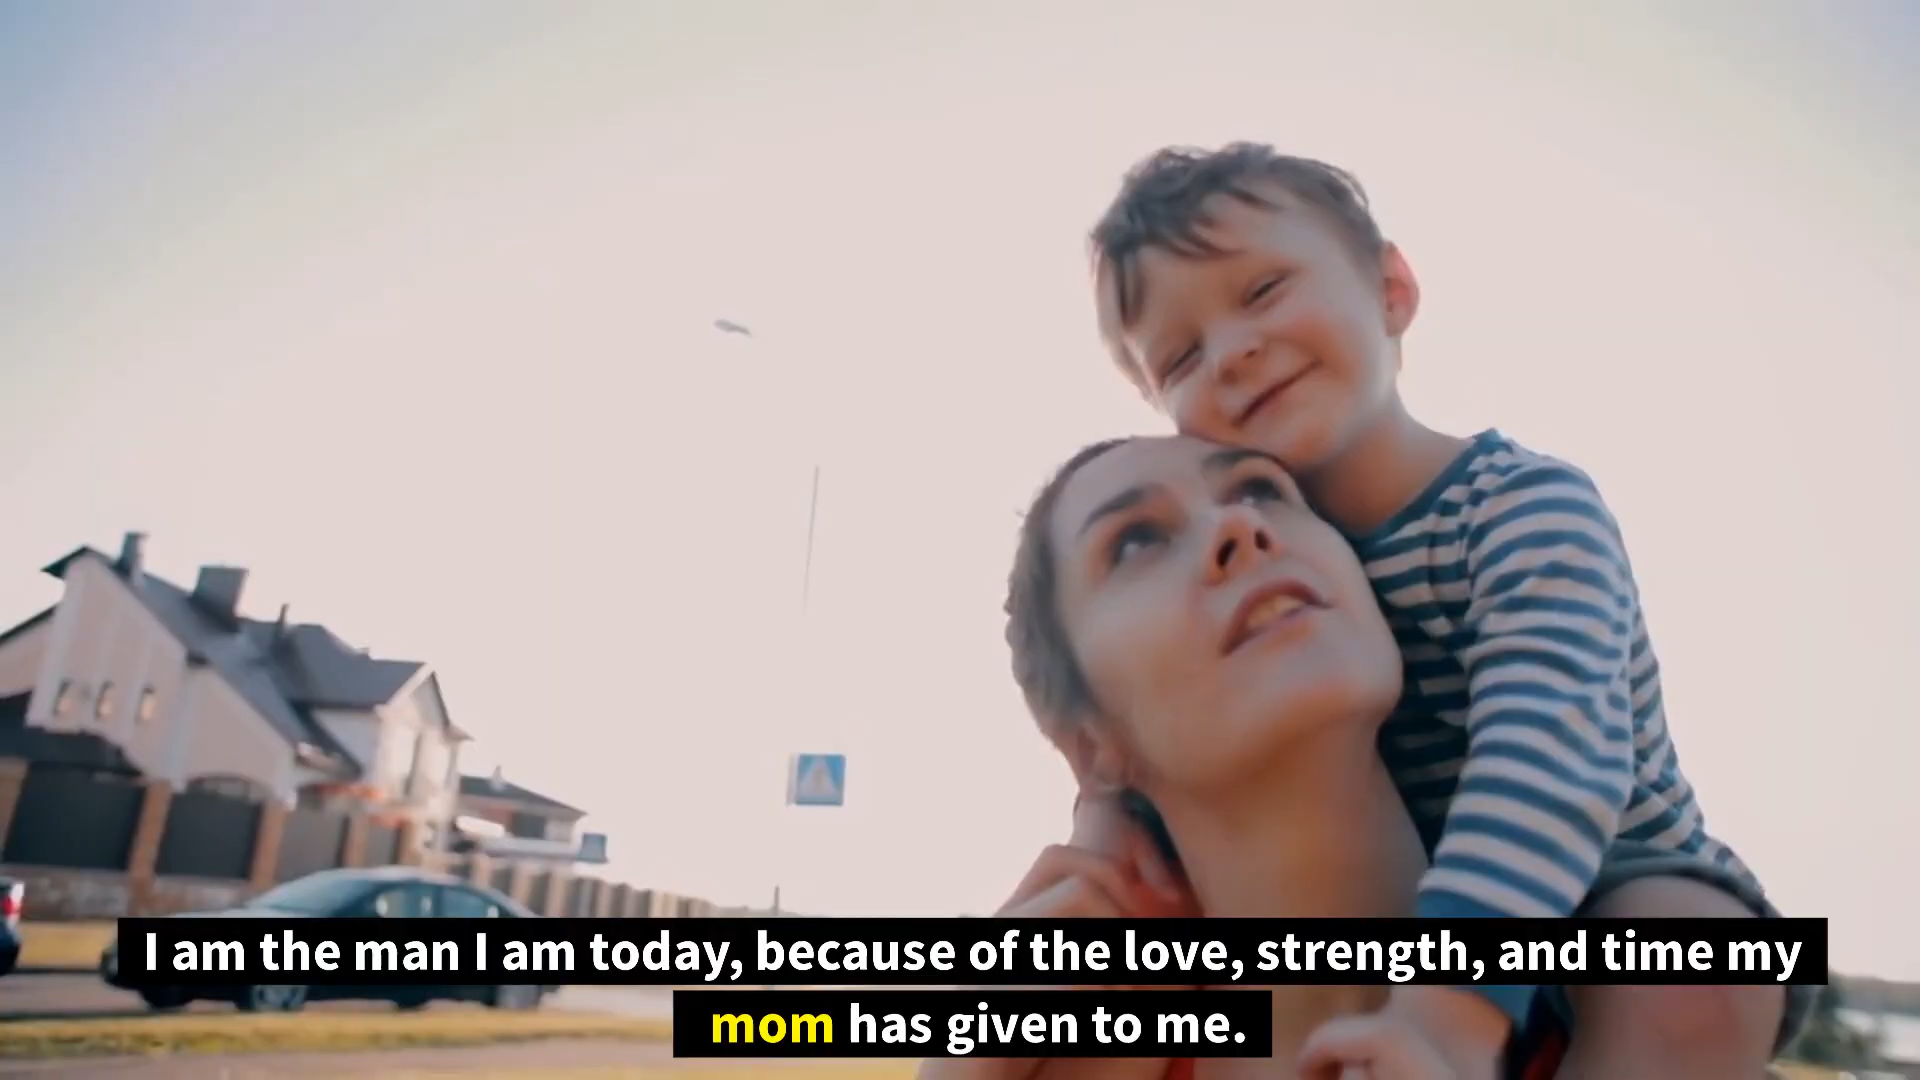 I am the man I am today, because of the love, strength, and time my
mom has given to me.